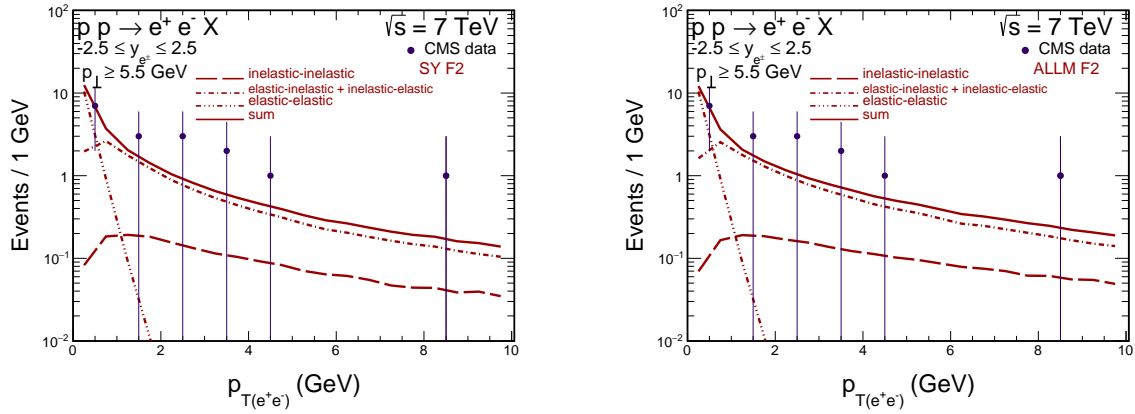 p p → e⁺ e⁻ X
√s = 7 TeV
-2.5 ≤ y_e± ≤ 2.5
CMS data
p⊥ ≥ 5.5 GeV
SY F2
inelastic-inelastic
elastic-inelastic + inelastic-elastic
elastic-elastic
sum
Events / 1 GeV
10²
10
1
10⁻¹
10⁻²
0 2 4 6 8 10
p_T(e⁺e⁻) (GeV)
p p → e⁺ e⁻ X
√s = 7 TeV
-2.5 ≤ y_e± ≤ 2.5
CMS data
p⊥ ≥ 5.5 GeV
ALLM F2
inelastic-inelastic
elastic-inelastic + inelastic-elastic
elastic-elastic
sum
Events / 1 GeV
10²
10
1
10⁻¹
10⁻²
0 2 4 6 8 10
p_T(e⁺e⁻) (GeV)